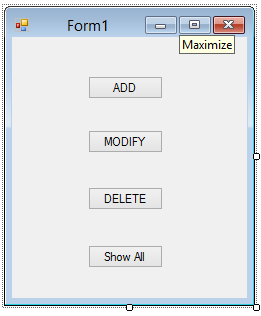 Form1
Maximize
ADD
MODIFY
DELETE
Show All